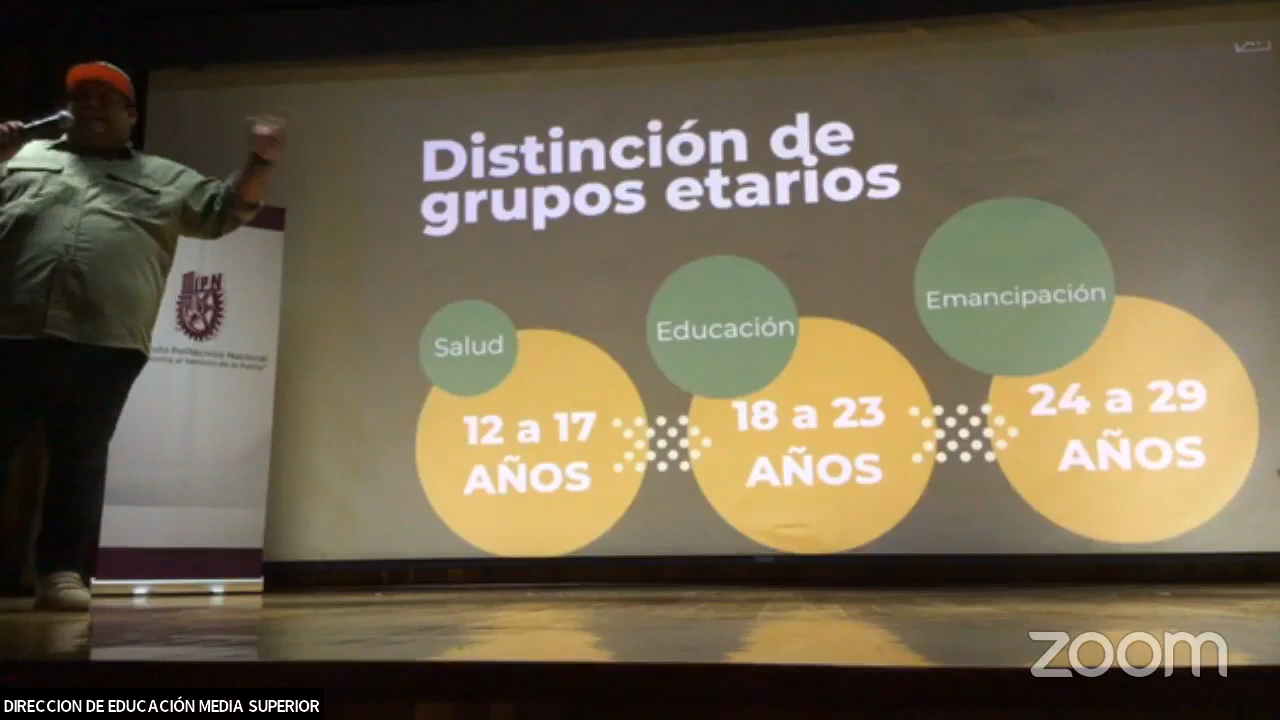 Distinción de
grupos etarios
Salud
12 a 17
AÑOS
Educación
18 a 23
AÑOS
Emancipación
24 a 29
AÑOS
IPN
Politécnico Nacional
zoom
DIRECCION DE EDUCACIÓN MEDIA SUPERIOR